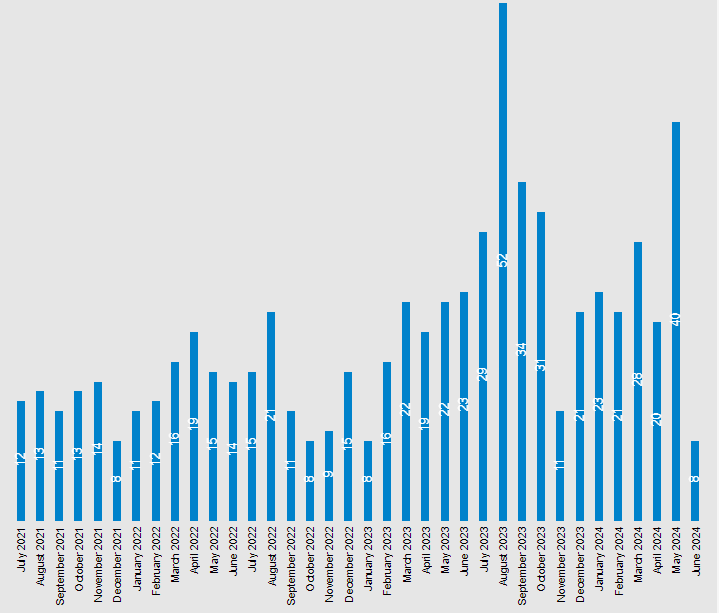 12
13
11
13
14
8
11
12
16
19
15
14
15
21
11
8
9
15
8
16
22
19
22
23
29
52
34
31
11
21
23
21
28
20
40
8
July 2021
August 2021
September 2021
October 2021
November 2021
December 2021
January 2022
February 2022
March 2022
April 2022
May 2022
June 2022
July 2022
August 2022
September 2022
October 2022
November 2022
December 2022
January 2023
February 2023
March 2023
April 2023
May 2023
June 2023
July 2023
August 2023
September 2023
October 2023
November 2023
December 2023
January 2024
February 2024
March 2024
April 2024
May 2024
June 2024